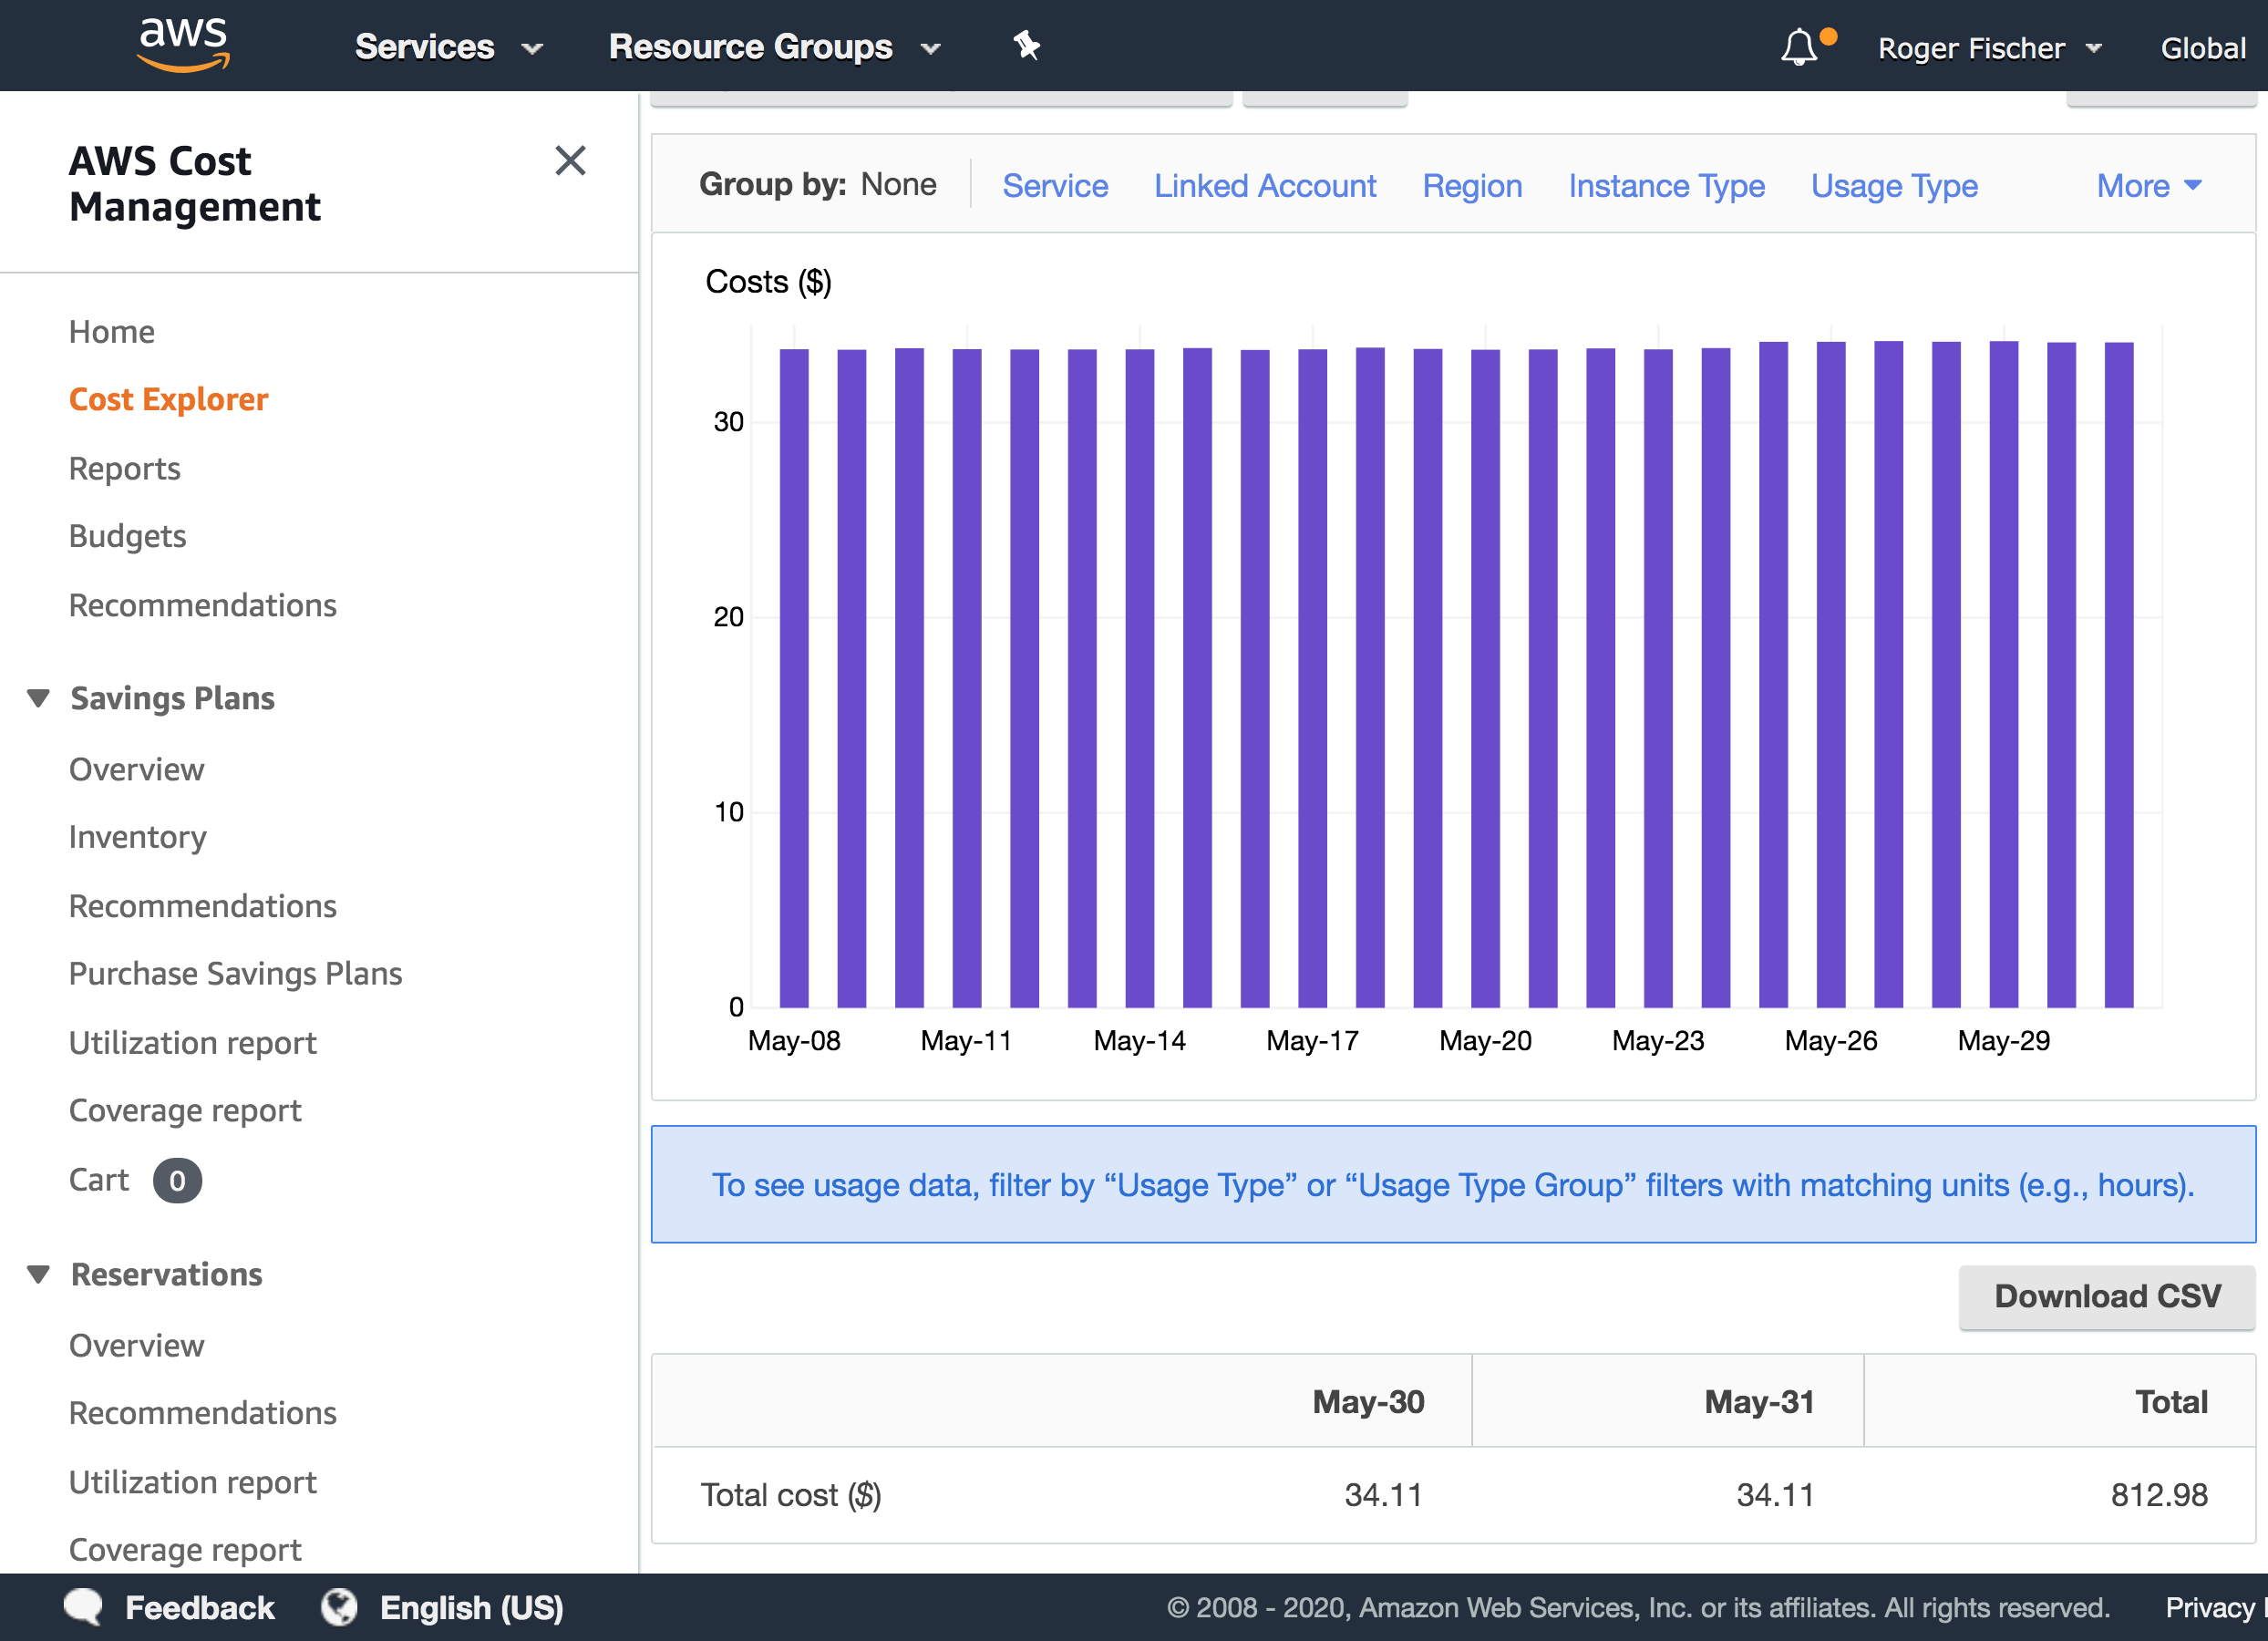 aws Services Resource Groups Roger Fischer Global
AWS Cost
Management
Home
Cost Explorer
Reports
Budgets
Recommendations
Savings Plans
Overview
Inventory
Recommendations
Purchase Savings Plans
Utilization report
Coverage report
Cart 0
Reservations
Overview
Recommendations
Utilization report
Coverage report
Group by: None Service Linked Account Region Instance Type Usage Type More
Costs ($)
30
20
10
0
May-08 May-11 May-14 May-17 May-20 May-23 May-26 May-29
To see usage data, filter by “Usage Type” or “Usage Type Group” filters with matching units (e.g., hours).
Download CSV
May-30 May-31 Total
Total cost ($) 34.11 34.11 812.98
Feedback English (US) © 2008 - 2020, Amazon Web Services, Inc. or its affiliates. All rights reserved. Privacy